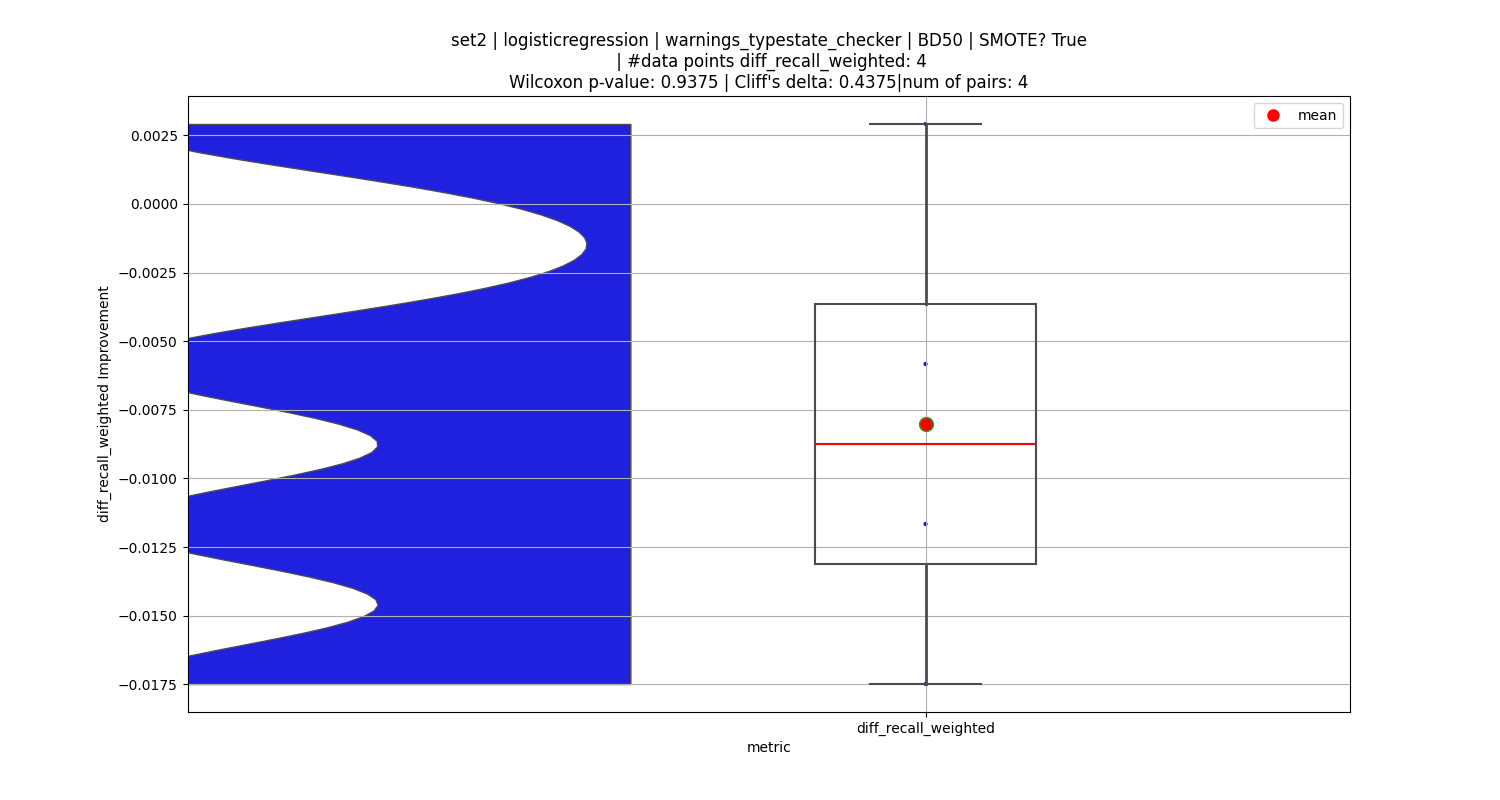 set2 | logisticregression | warnings_typestate_checker | BD50 | SMOTE? True
| #data points diff_recall_weighted: 4
Wilcoxon p-value: 0.9375 | Cliff's delta: 0.4375|num of pairs: 4
mean
0.0025
0.0000
−0.0025
−0.0050
−0.0075
−0.0100
−0.0125
−0.0150
−0.0175
diff_recall_weighted Improvement
diff_recall_weighted
metric